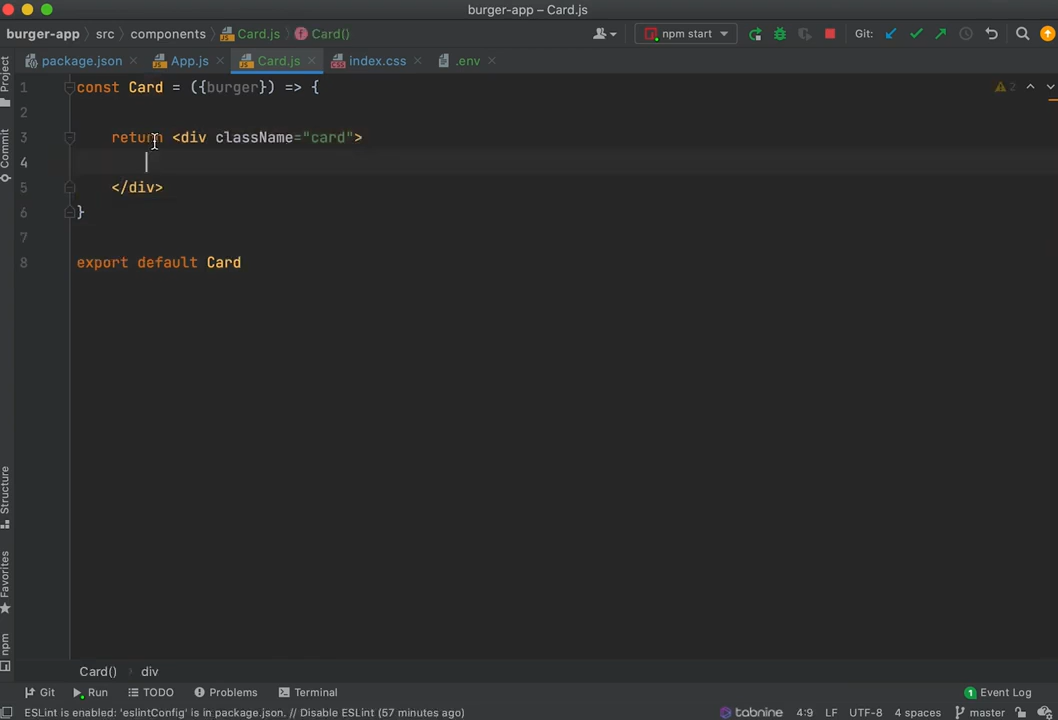 burger-app – Card.js
burger-app src components Card.js Card() npm start Git:
package.json App.js Card.js index.css .env
1 const Card = ({burger}) => { 2
2
3 return <div className="card">
4
5 </div>
6 }
7
8 export default Card
Project
Commit
Structure
Favorites
npm
Card() div
Git Run TODO Problems Terminal 1 Event Log
ESLint is enabled: 'eslintConfig' is in package.json. // Disable ESLint (57 minutes ago) tabnine 4:9 LF UTF-8 4 spaces master